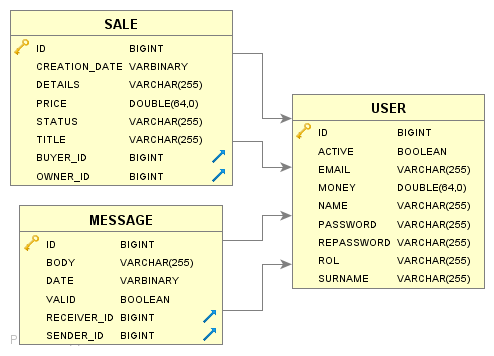 SALE
ID BIGINT
CREATION_DATE VARBINARY
DETAILS VARCHAR(255)
PRICE DOUBLE(64,0)
STATUS VARCHAR(255)
TITLE VARCHAR(255)
BUYER_ID BIGINT
OWNER_ID BIGINT
USER
ID BIGINT
ACTIVE BOOLEAN
EMAIL VARCHAR(255)
MONEY DOUBLE(64,0)
NAME VARCHAR(255)
PASSWORD VARCHAR(255)
REPASSWORD VARCHAR(255)
ROL VARCHAR(255)
SURNAME VARCHAR(255)
MESSAGE
ID BIGINT
BODY VARCHAR(255)
DATE VARBINARY
VALID BOOLEAN
RECEIVER_ID BIGINT
SENDER_ID BIGINT